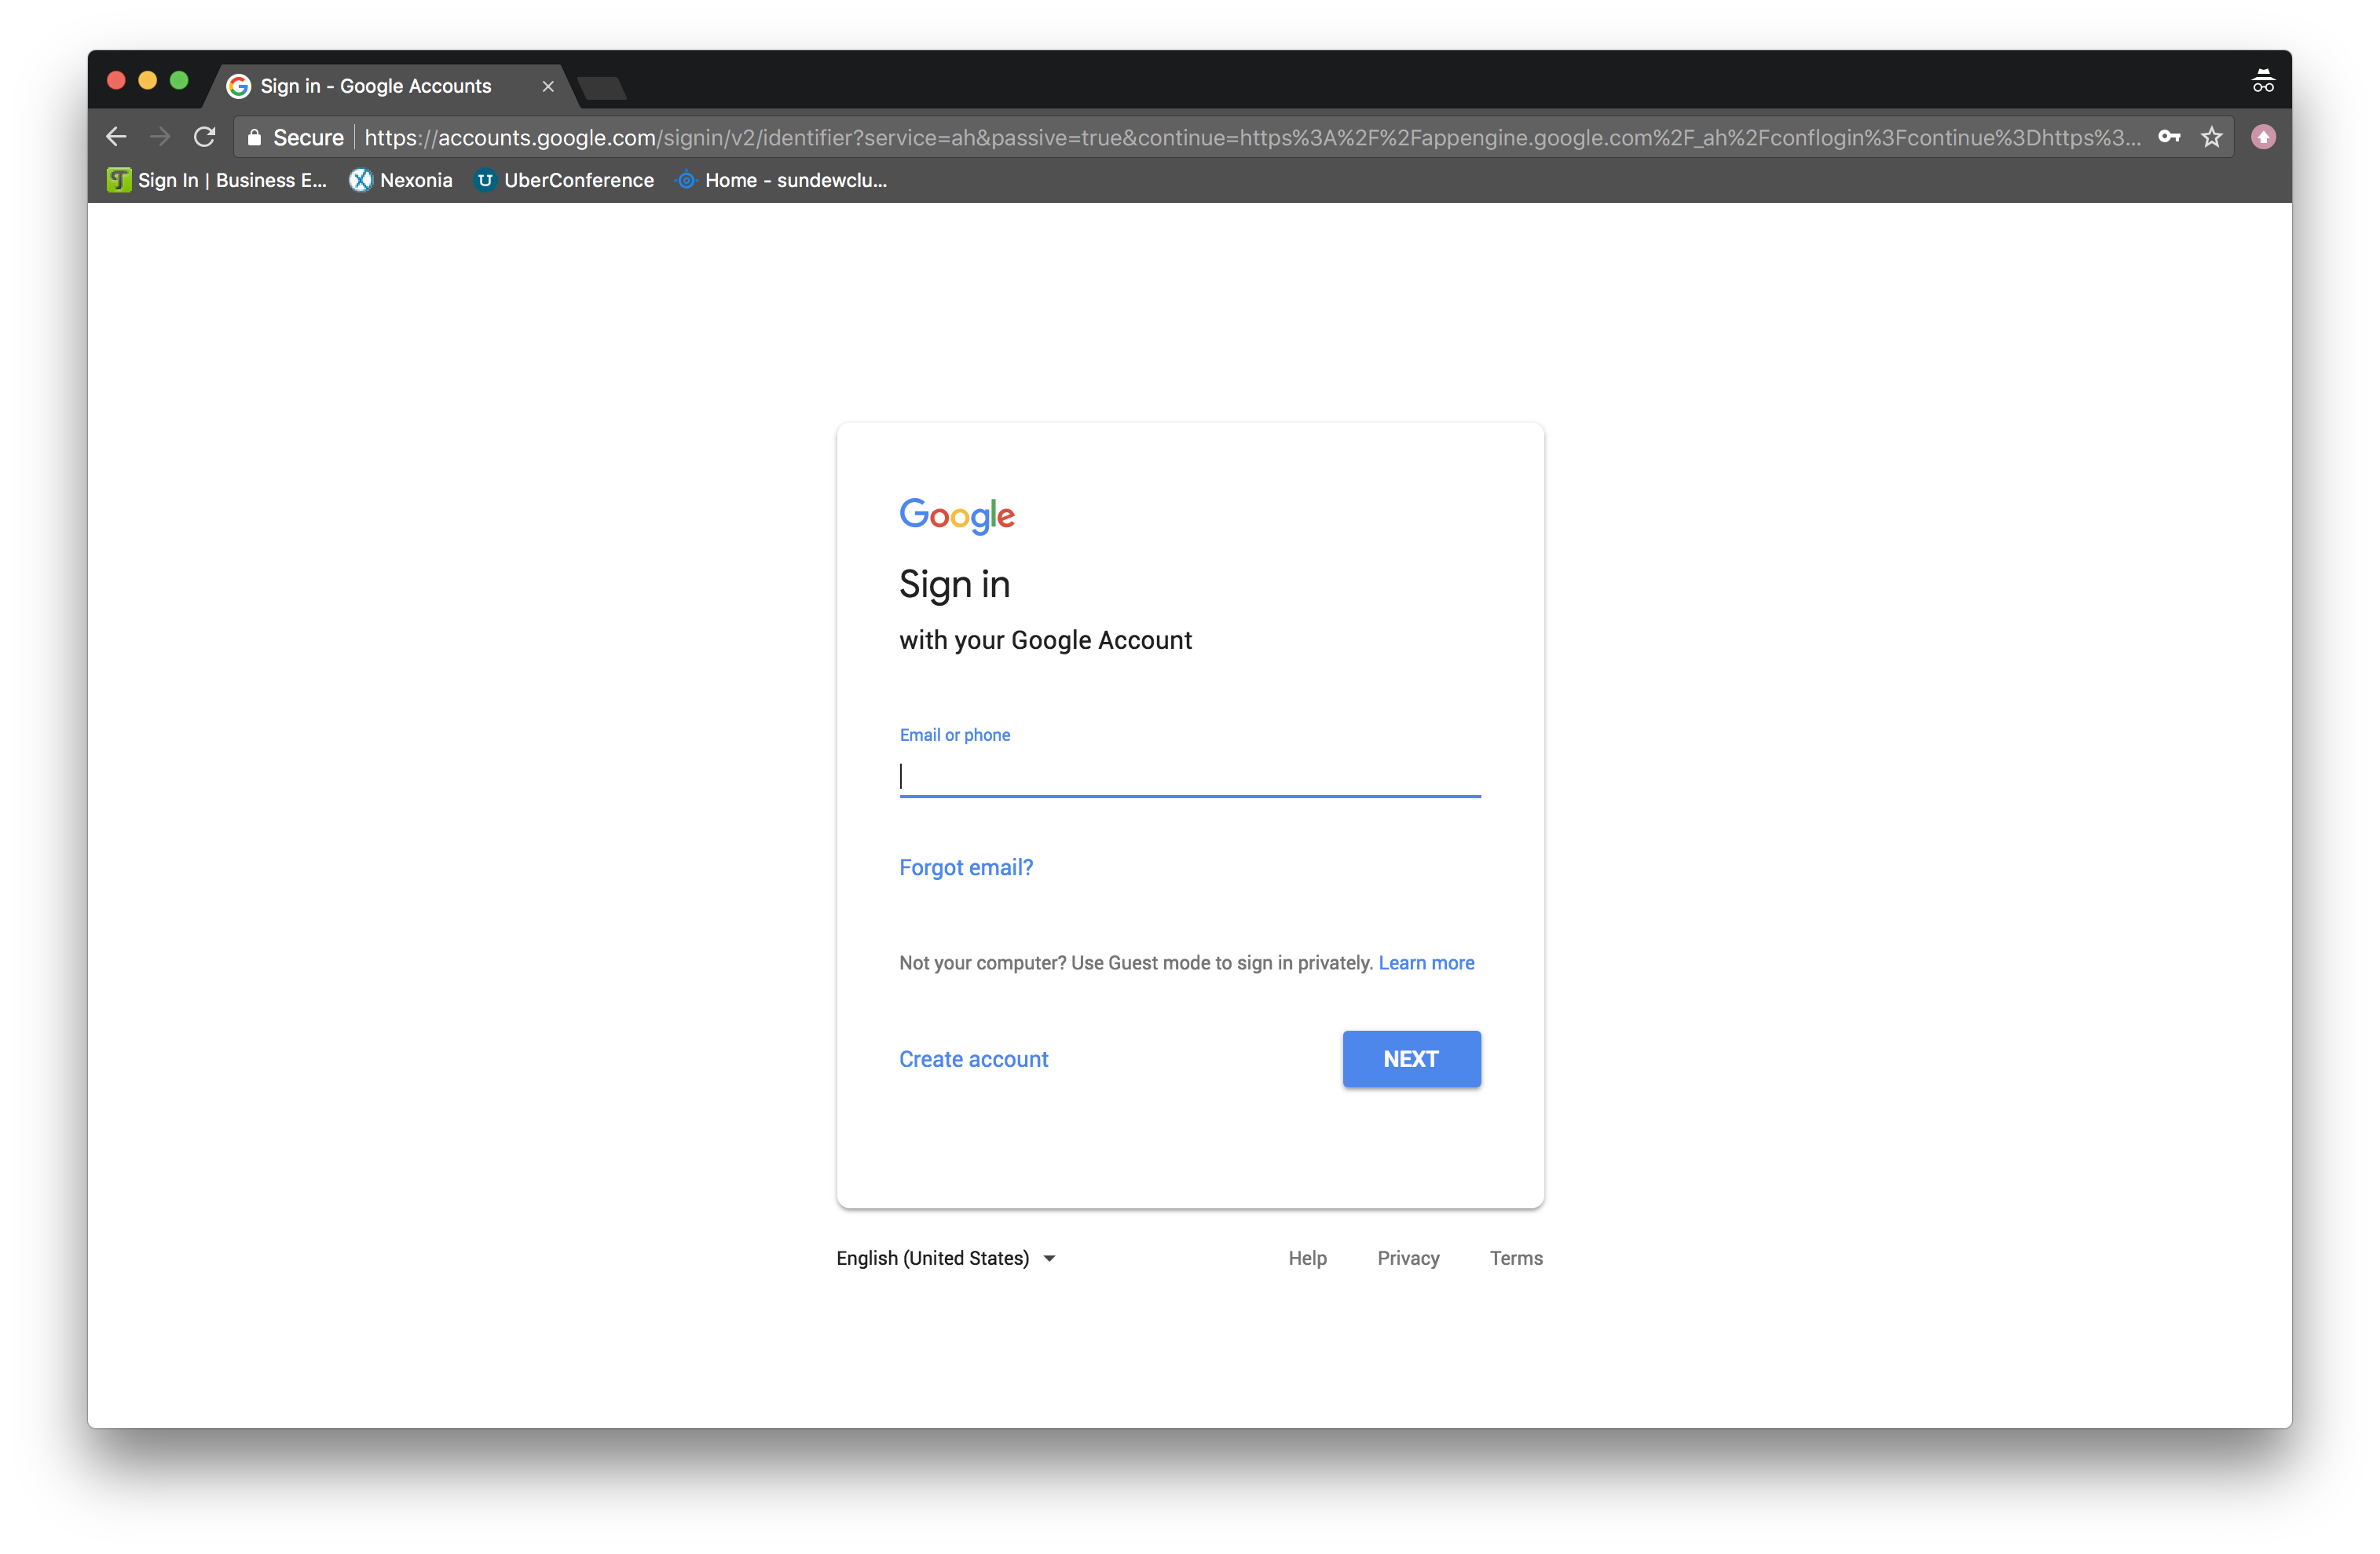 Sign in - Google Accounts
Secure https://accounts.google.com/signin/v2/identifier?service=ah&passive=true&continue=https%3A%2F%2Fappengine.google.com%2F_ah%2Fconflogin%3Fcontinue%3Dhttps%3...
Sign In | Business E... Nexonia UberConference Home - sundewclu...
Google
Sign in
with your Google Account
Email or phone
Forgot email?
Not your computer? Use Guest mode to sign in privately. Learn more
Create account NEXT
English (United States) Help Privacy Terms